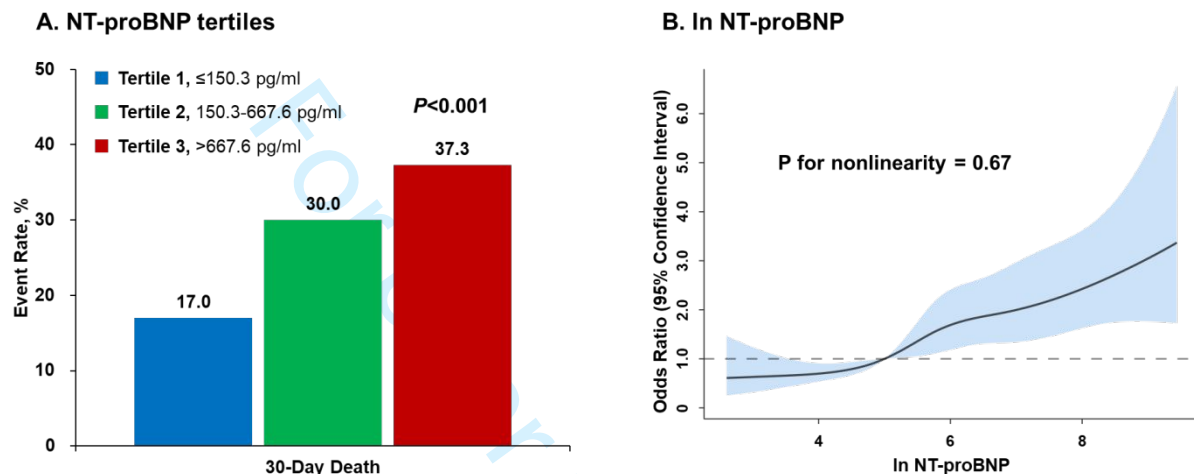 A. NT-proBNP tertiles
50
40
30
20
10
0
Event Rate, %
Tertile 1, ≤150.3 pg/ml
Tertile 2, 150.3-667.6 pg/ml
Tertile 3, >667.6 pg/ml
P<0.001
17.0
30.0
37.3
30-Day Death
B. ln NT-proBNP
Odds Ratio (95% Confidence Interval)
6.0
5.0
4.0
3.0
2.0
1.0
0
P for nonlinearity = 0.67
4
6
8
ln NT-proBNP